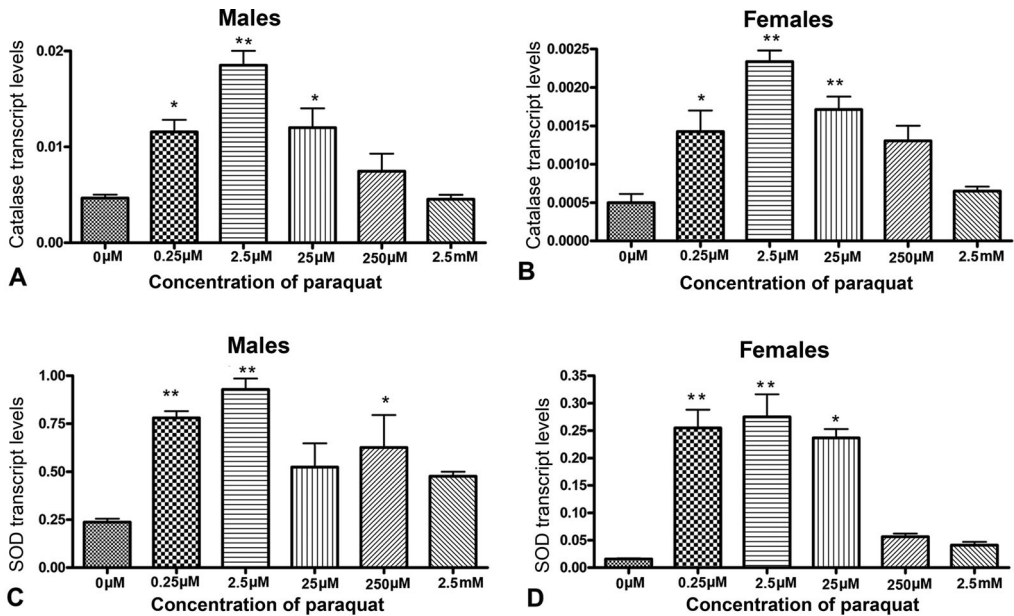 Males
Catalase transcript levels
0.02
0.01
0.00
*
**
*
0µM 0.25µM 2.5µM 25µM 250µM 2.5mM
Concentration of paraquat
A
Females
Catalase transcript levels
0.0025
0.0020
0.0015
0.0010
0.0005
0.0000
*
**
**
0µM 0.25µM 2.5µM 25µM 250µM 2.5mM
Concentration of paraquat
B
Males
SOD transcript levels
1.00
0.75
0.50
0.25
0.00
**
**
*
0µM 0.25µM 2.5µM 25µM 250µM 2.5mM
Concentration of paraquat
C
Females
SOD transcript levels
0.35
0.30
0.25
0.20
0.15
0.10
0.05
0.00
**
**
*
0µM 0.25µM 2.5µM 25µM 250µM 2.5mM
Concentration of paraquat
D